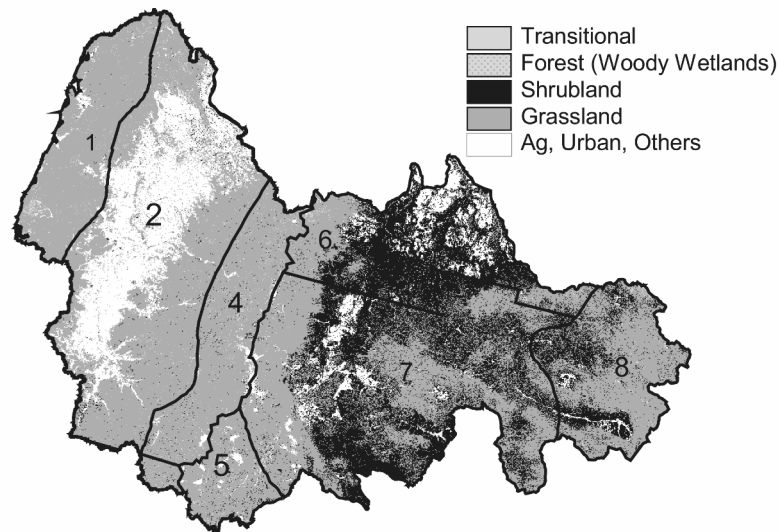 Transitional
Forest (Woody Wetlands)
Shrubland
Grassland
Ag, Urban, Others
1
2
6
4
7
8
5